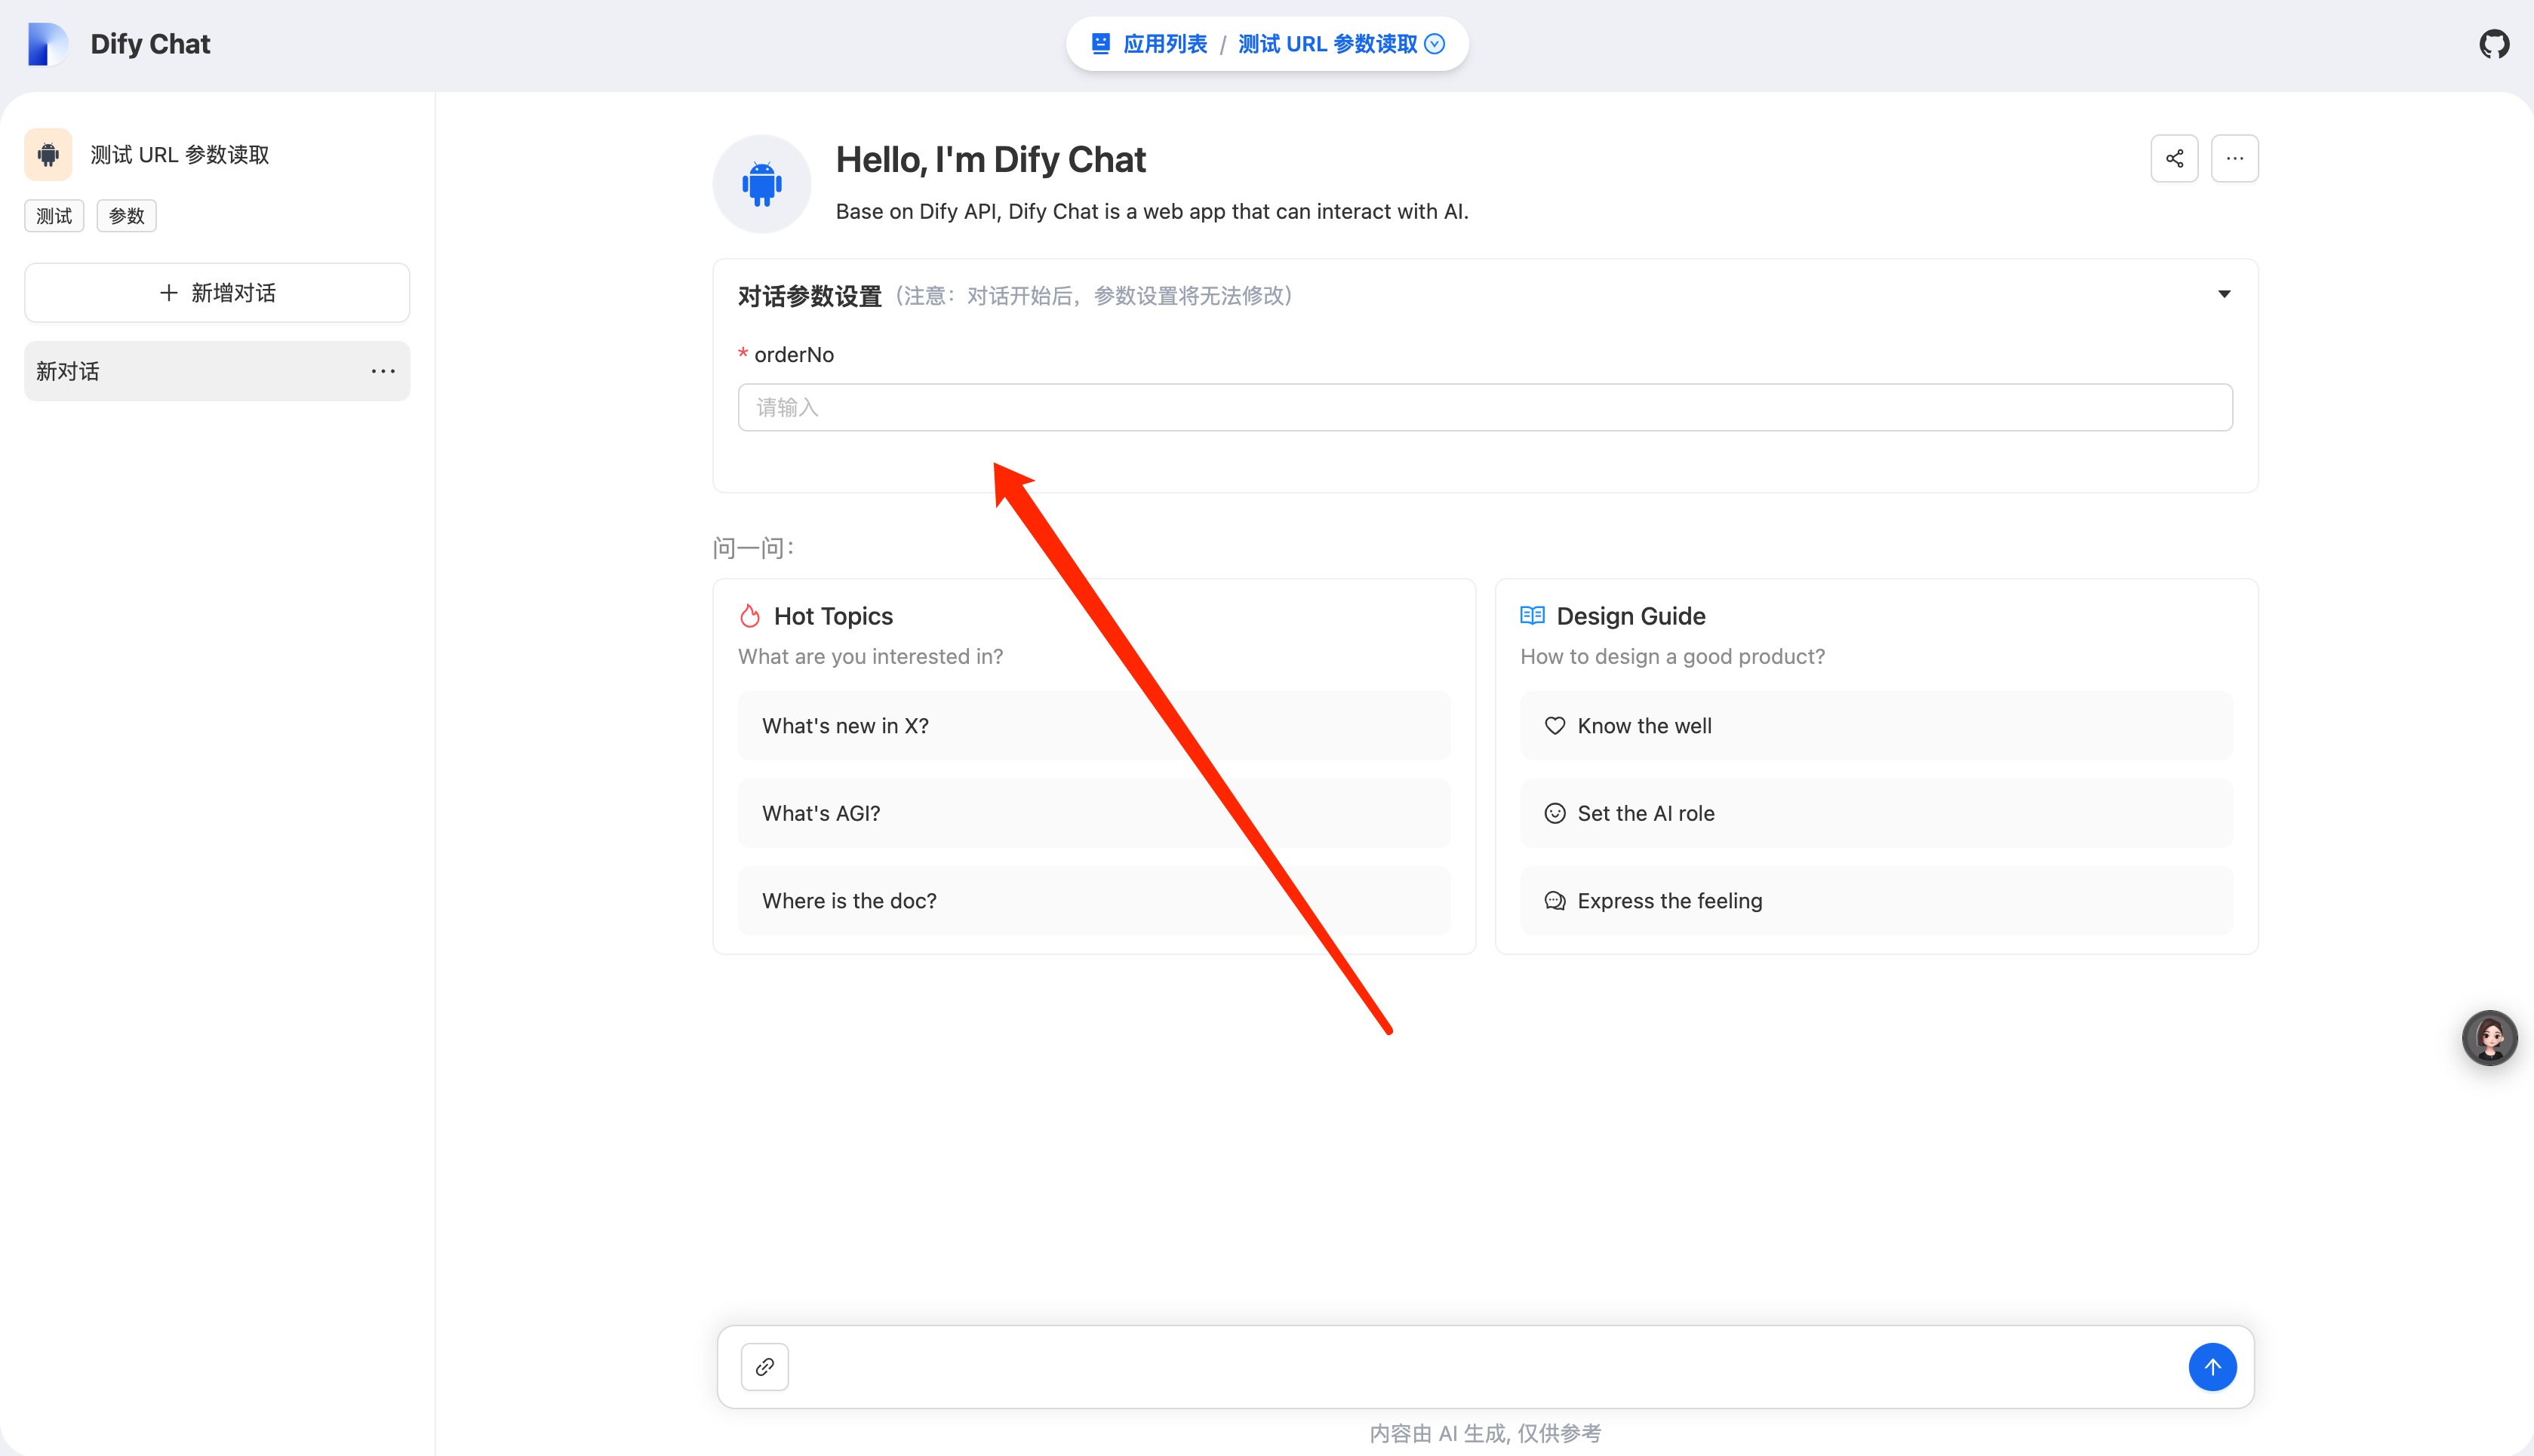 Dify Chat
应用列表 / 测试 URL 参数读取
测试 URL 参数读取
测试 参数
新增对话
新对话
Hello, I'm Dify Chat
Base on Dify API, Dify Chat is a web app that can interact with AI.
对话参数设置（注意：对话开始后，参数设置将无法修改）
* orderNo
请输入
问一问：
Hot Topics
What are you interested in?
What's new in X?
What's AGI?
Where is the doc?
Design Guide
How to design a good product?
Know the well
Set the AI role
Express the feeling
内容由 AI 生成, 仅供参考